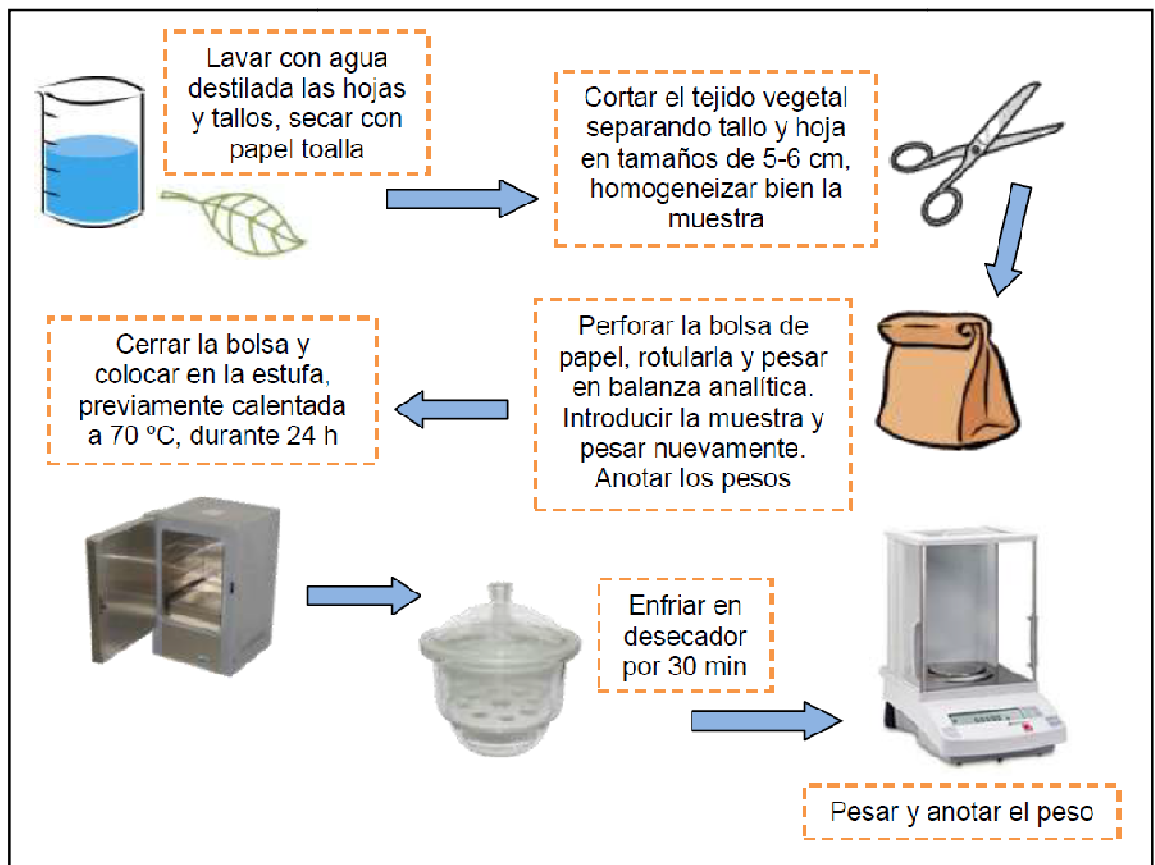 Lavar con agua
destilada las hojas
y tallos, secar con
papel toalla
Cortar el tejido vegetal
separando tallo y hoja
en tamaños de 5-6 cm,
homogeneizar bien la
muestra
Perforar la bolsa de
papel, rotularla y pesar
en balanza analítica.
Introducir la muestra y
pesar nuevamente.
Anotar los pesos
Cerrar la bolsa y
colocar en la estufa,
previamente calentada
a 70 ºC, durante 24 h
Enfriar en
desecador
por 30 min
Pesar y anotar el peso